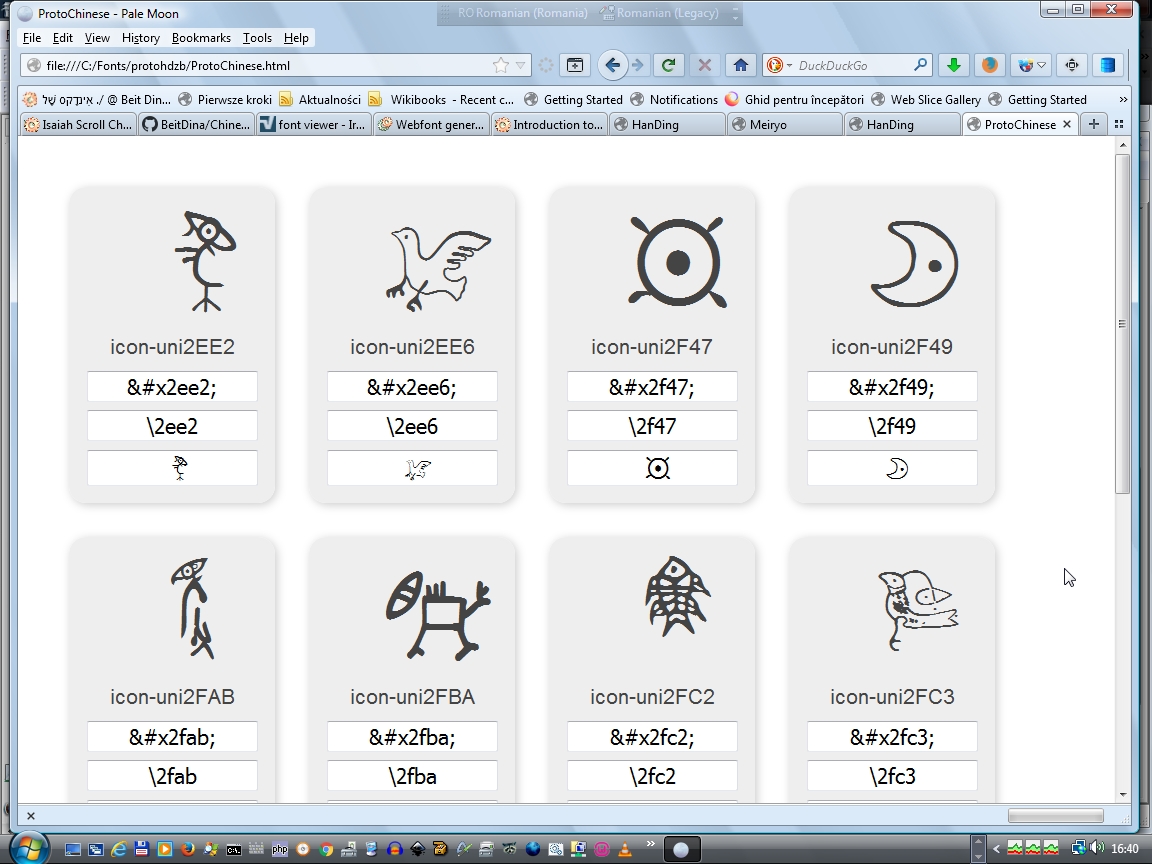 ProtoChinese - Pale Moon
RO Romanian (Romania) Romanian (Legacy)
File Edit View History Bookmarks Tools Help
file:///C:/Fonts/protohdzb/ProtoChinese.html
DuckDuckGo
אינדקס של ./ @ Beit Din... Pierwsze kroki Aktualności Wikibooks - Recent c... Getting Started Notifications Ghid pentru începători Web Slice Gallery Getting Started »
Isaiah Scroll Ch... BeitDina/Chine... font viewer - Ir... Webfont gener... Introduction to... HanDing Meiryo HanDing ProtoChinese
icon-uni2EE2 icon-uni2EE6 icon-uni2F47 icon-uni2F49
&#x2ee2; &#x2ee6; &#x2f47; &#x2f49;
\2ee2 \2ee6 \2f47 \2f49
icon-uni2FAB icon-uni2FBA icon-uni2FC2 icon-uni2FC3
&#x2fab; &#x2fba; &#x2fc2; &#x2fc3;
\2fab \2fba \2fc2 \2fc3
php
16:40